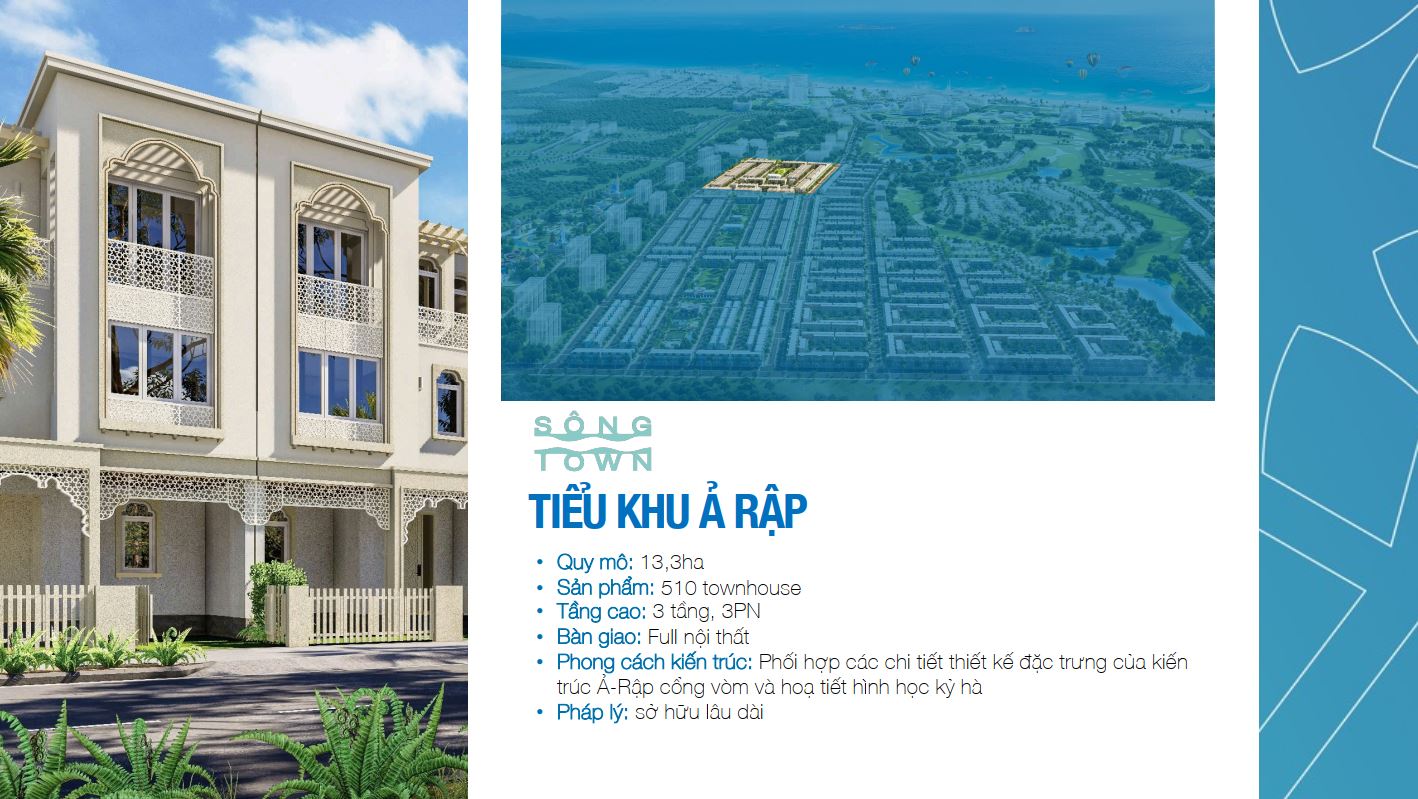 SÔNG
TOWN
TIỂU KHU Ả RẬP
• Quy mô: 13,3ha
• Sản phẩm: 510 townhouse
• Tầng cao: 3 tầng, 3PN
• Bàn giao: Full nội thất
• Phong cách kiến trúc: Phối hợp các chi tiết thiết kế đặc trưng của kiến
trúc Ả-Rập cổng vòm và hoạ tiết hình học kỷ hà
• Pháp lý: sở hữu lâu dài